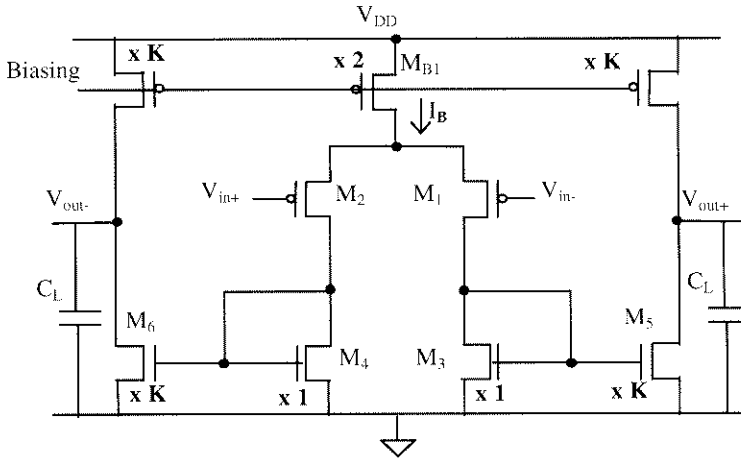 V_DD
x K
x 2
M_B1
x K
Biasing
I_B
V_in+
M_2
M_1
V_in-
V_out-
V_out+
C_L
C_L
M_6
M_5
M_4
M_3
x K
x 1
x 1
x K